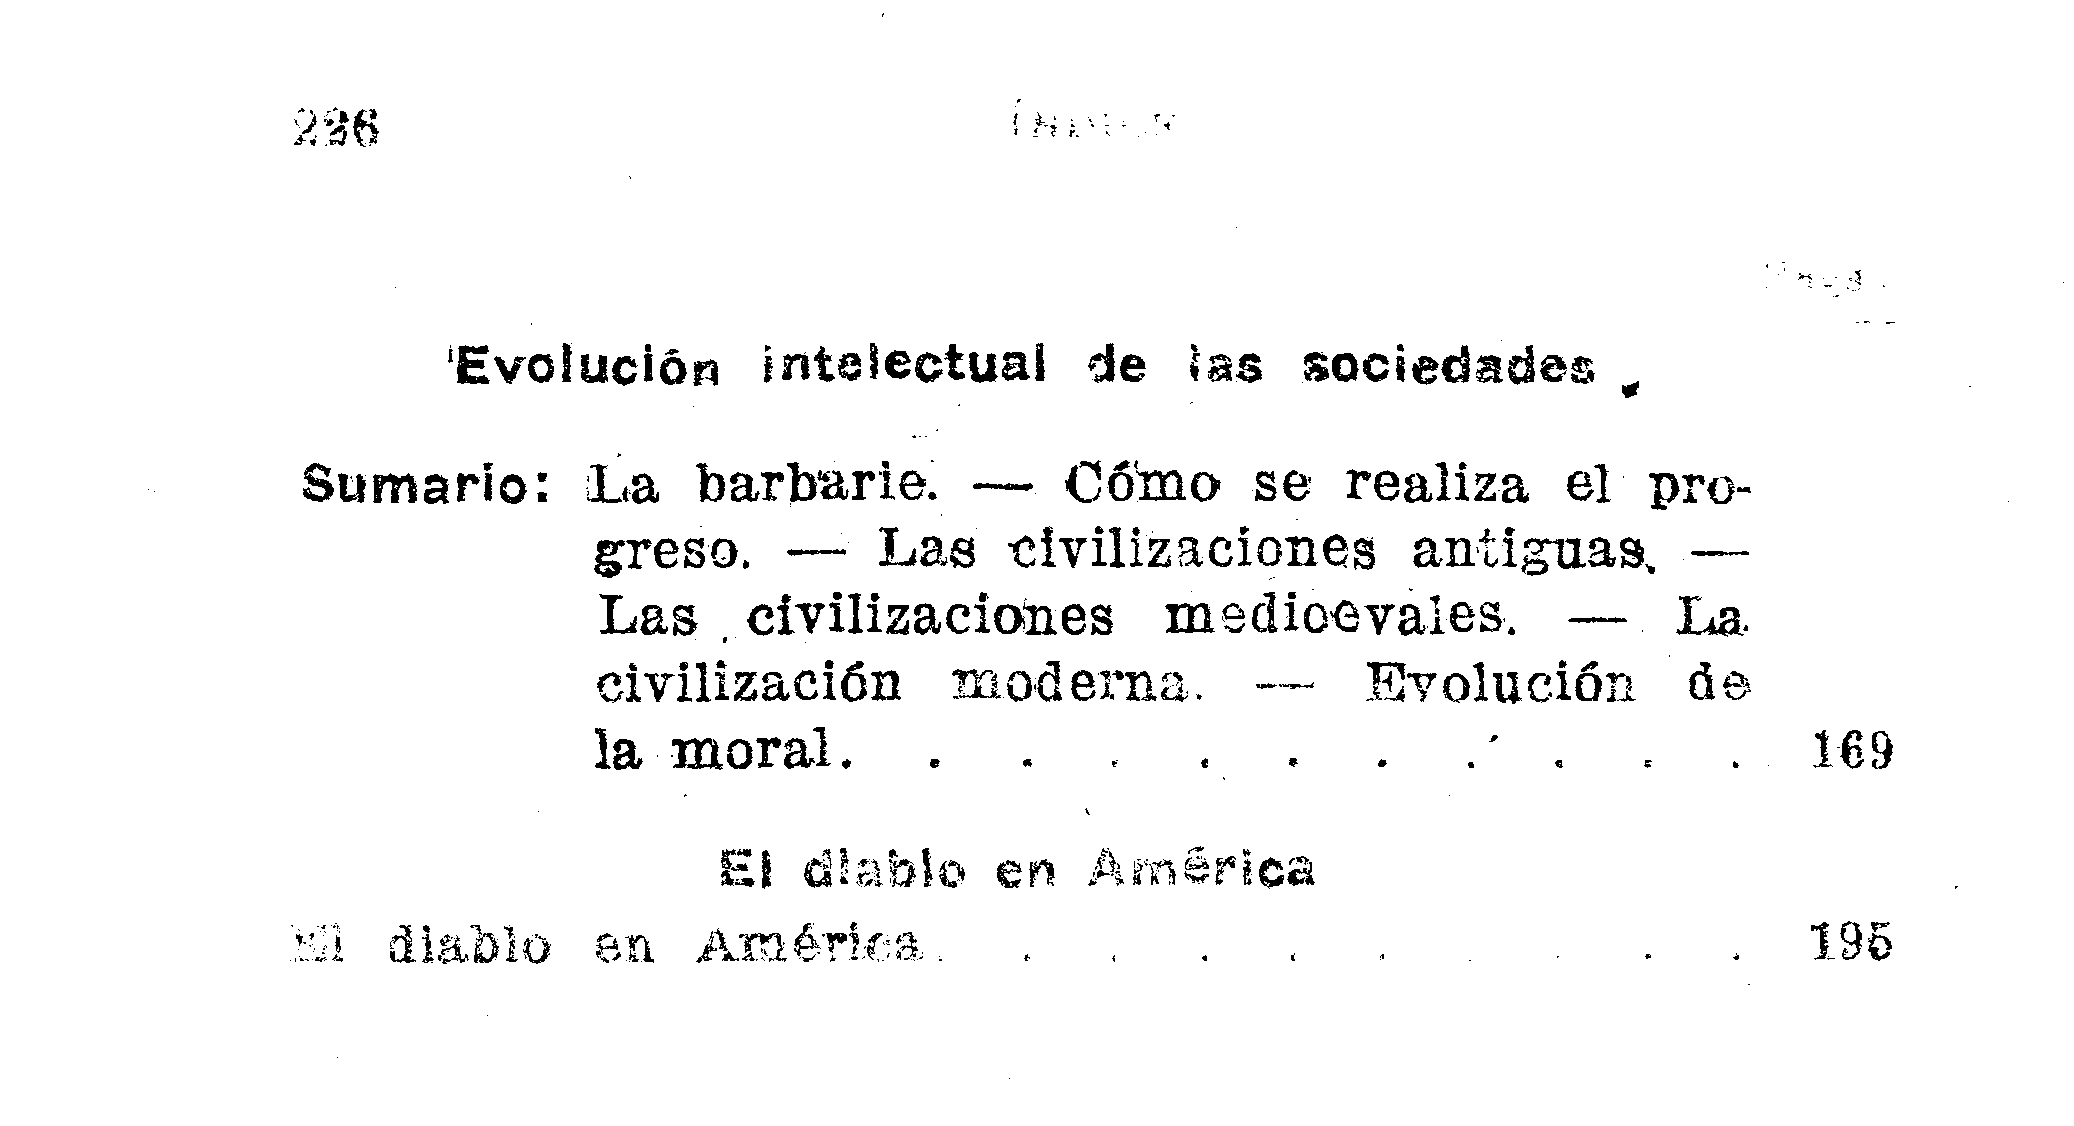 226 ÍNDICE
Págs.
Evolución intelectual de las sociedades
Sumario: La barbarie. — Cómo se realiza el pro-
greso. — Las civilizaciones antiguas. —
Las civilizaciones medioevales. — La
civilización moderna. — Evolución de
la moral. . . . . . . . . . . 169
El diablo en América
El diablo en América. . . . . . . . . . 195